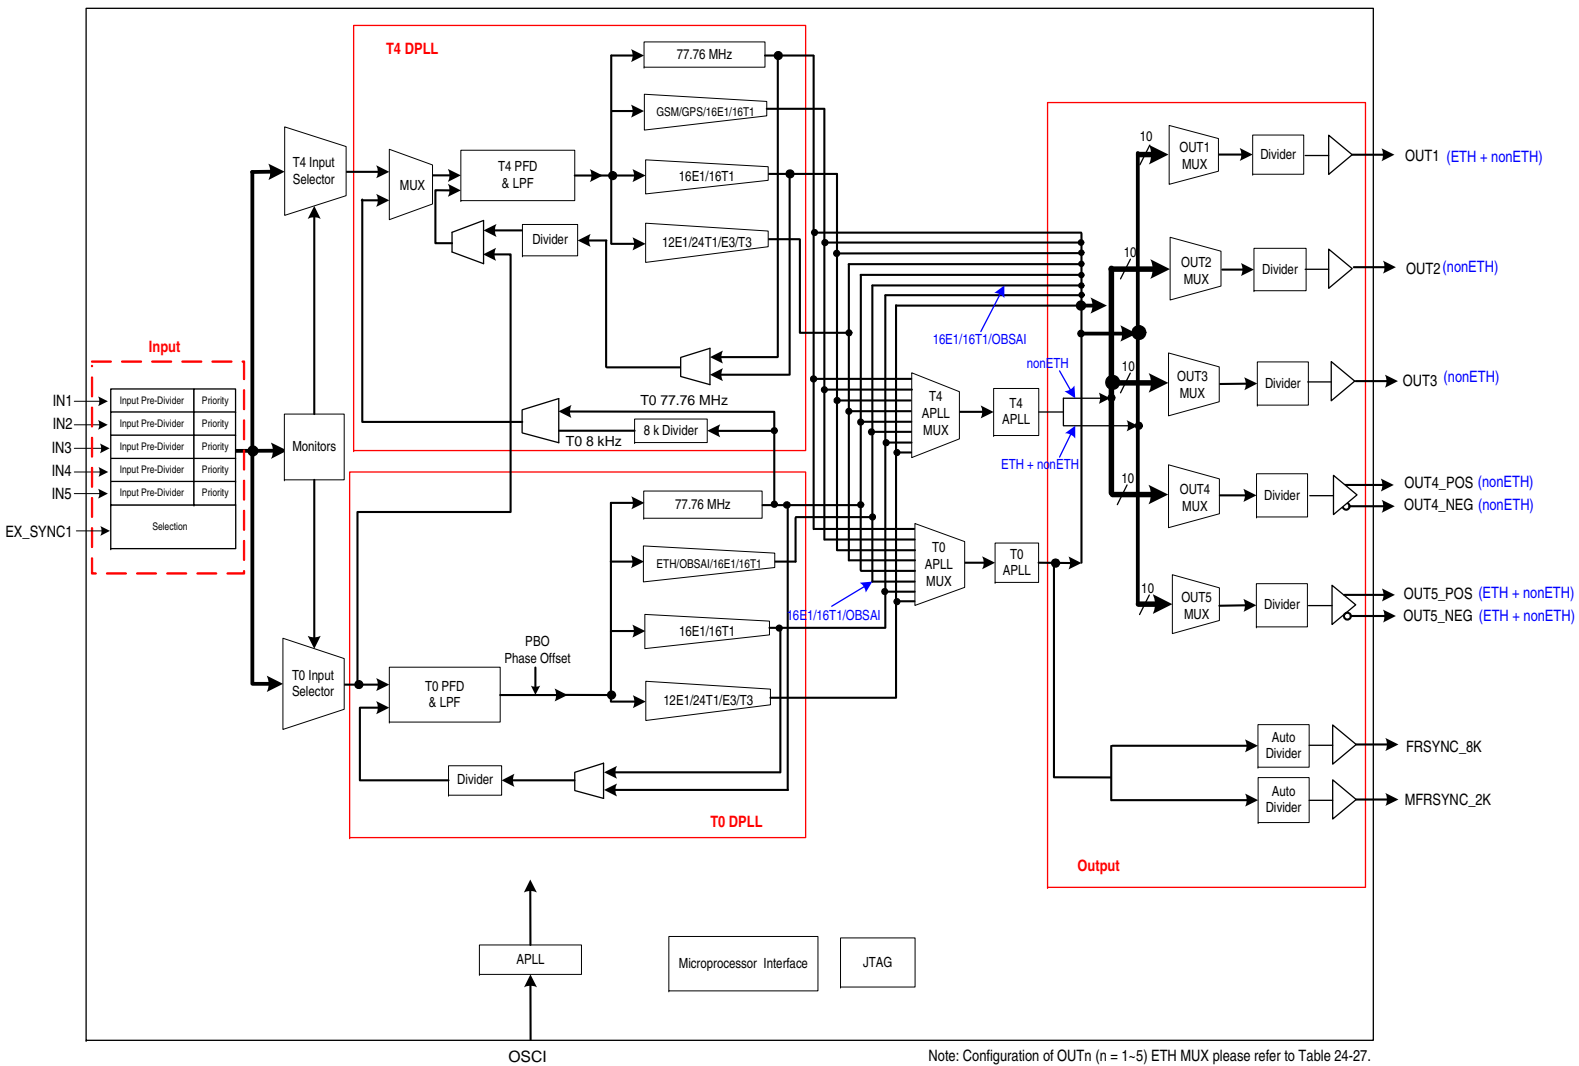 T4 DPLL
77.76 MHz
GSM/GPS/16E1/16T1
16E1/16T1
12E1/24T1/E3/T3
T4 Input
Selector
MUX
T4 PFD
& LPF
Divider
T0 77.76 MHz
8 k Divider
T0 8 kHz
Input
IN1
Input Pre-Divider Priority
IN2
Input Pre-Divider Priority
IN3
Input Pre-Divider Priority
IN4
Input Pre-Divider Priority
IN5
Input Pre-Divider Priority
EX_SYNC1
Selection
Monitors
T0 Input
Selector
T0 PFD
& LPF
PBO
Phase Offset
77.76 MHz
ETH/OBSAI/16E1/16T1
16E1/16T1
12E1/24T1/E3/T3
Divider
T0 DPLL
16E1/16T1/OBSAI
16E1/16T1/OBSAI
T4
APLL
MUX
T4
APLL
nonETH
ETH + nonETH
T0
APLL
MUX
T0
APLL
10
OUT1
MUX
Divider
OUT1 (ETH + nonETH)
10
OUT2
MUX
Divider
OUT2 (nonETH)
10
OUT3
MUX
Divider
OUT3 (nonETH)
10
OUT4
MUX
Divider
OUT4_POS (nonETH)
OUT4_NEG (nonETH)
10
OUT5
MUX
Divider
OUT5_POS (ETH + nonETH)
OUT5_NEG (ETH + nonETH)
Auto
Divider
FRSYNC_8K
Auto
Divider
MFRSYNC_2K
Output
APLL
OSCI
Microprocessor Interface
JTAG
Note: Configuration of OUTn (n = 1~5) ETH MUX please refer to Table 24-27.